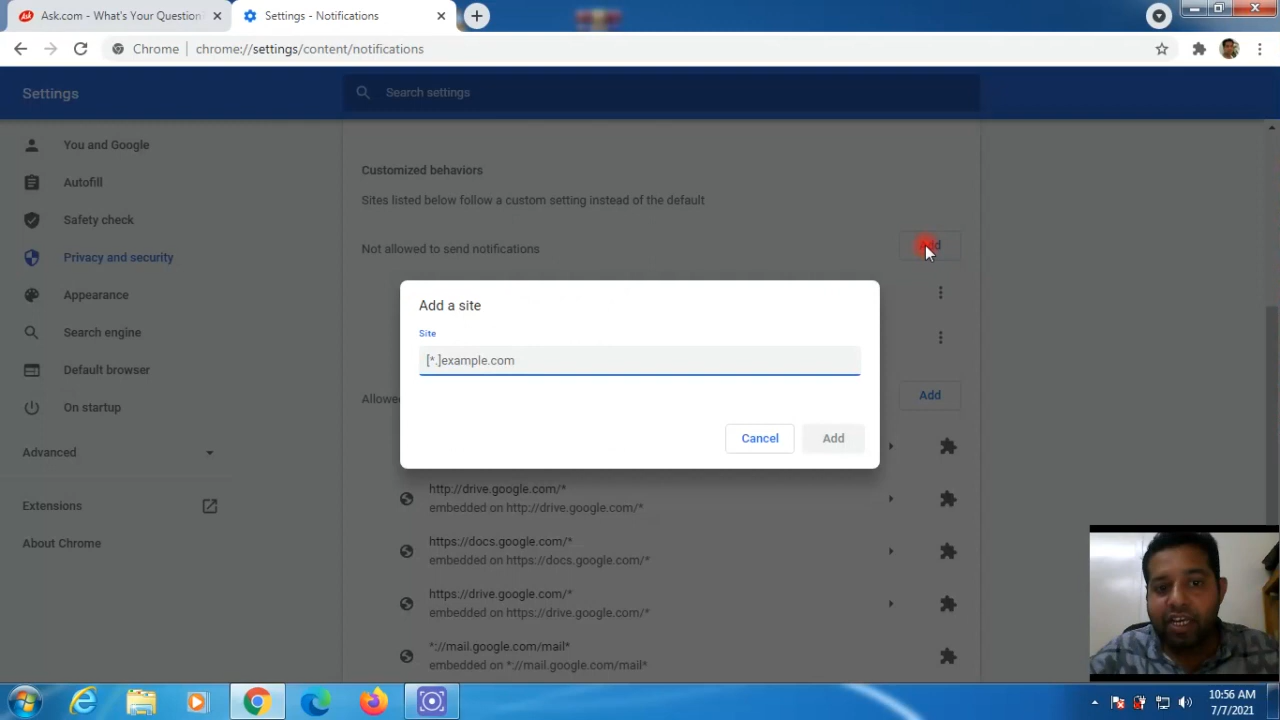 Ask.com - What's Your Question
Settings - Notifications
Chrome
chrome://settings/content/notifications
Settings
Search settings
You and Google
Autofill
Safety check
Privacy and security
Appearance
Search engine
Default browser
On startup
Advanced
Extensions
About Chrome
Customized behaviors
Sites listed below follow a custom setting instead of the default
Not allowed to send notifications
Add
Add a site
Site
[*.]example.com
Cancel
Add
Allowe
Add
http://drive.google.com/*
embedded on http://drive.google.com/*
https://docs.google.com/*
embedded on https://docs.google.com/*
https://drive.google.com/*
embedded on https://drive.google.com/*
*://mail.google.com/mail*
embedded on *://mail.google.com/mail*
10:56 AM
7/7/2021